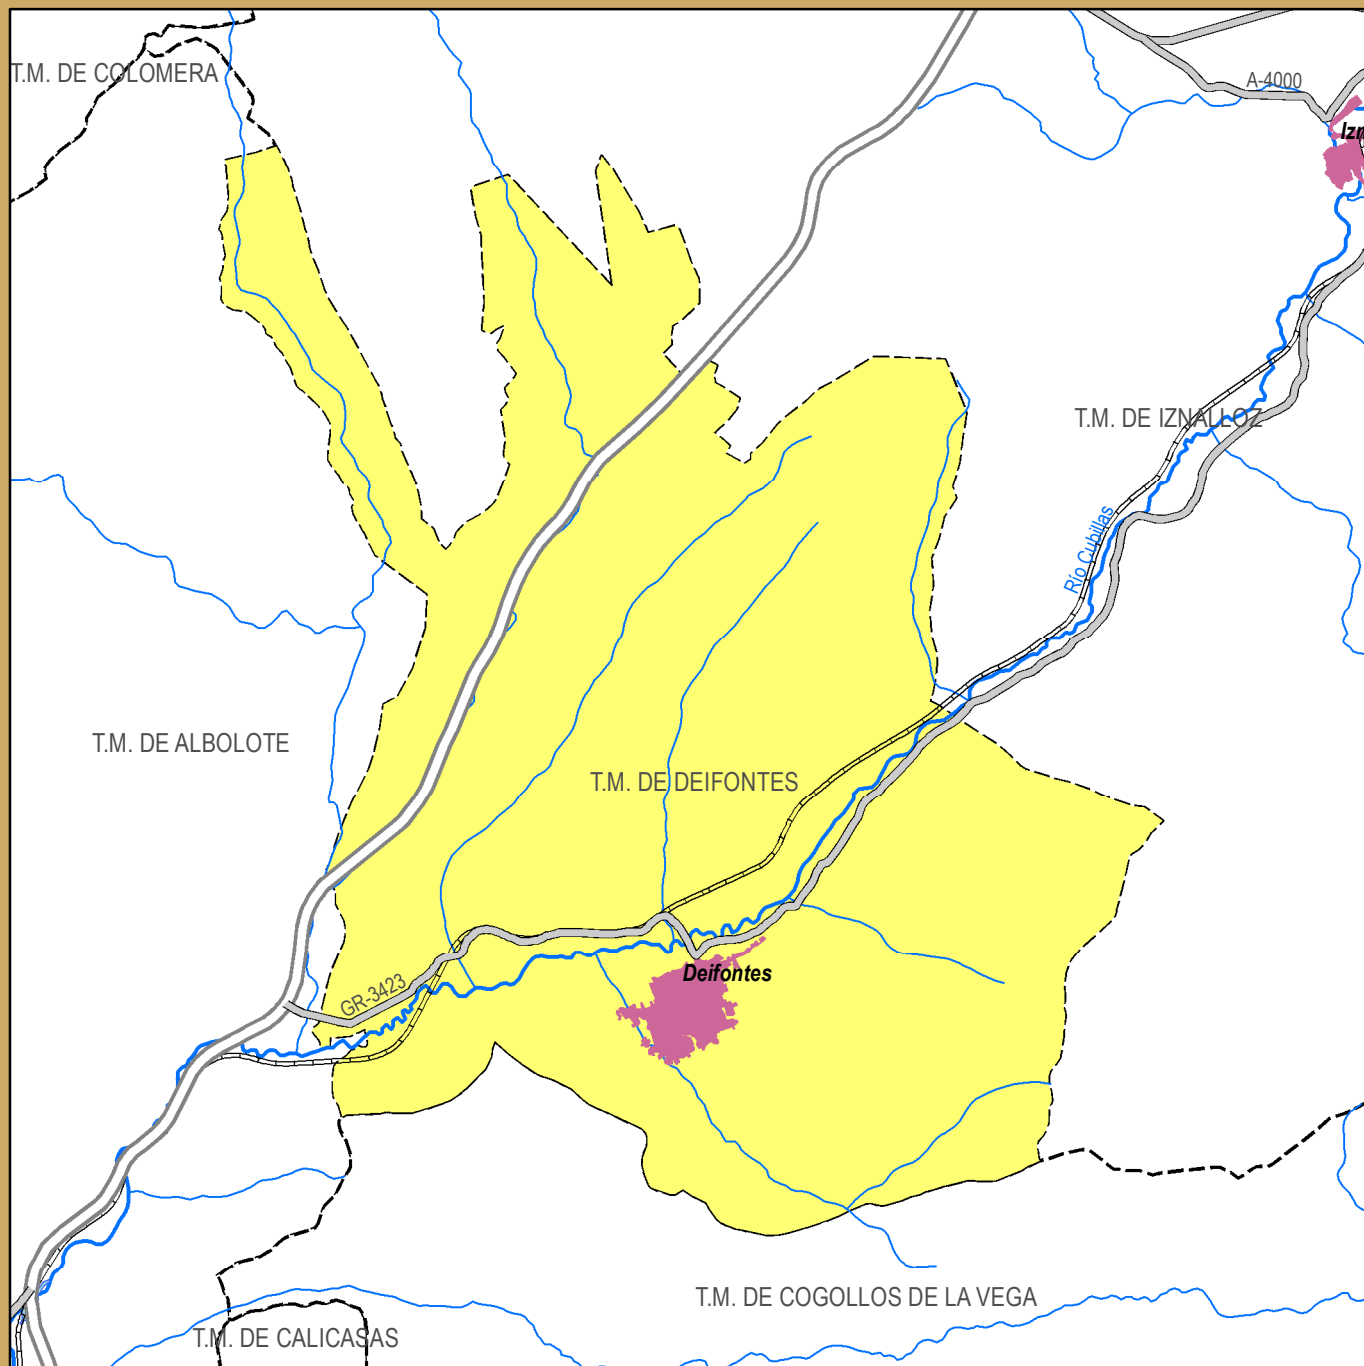 T.M. DE COLOMERA
A-4000
Izn
T.M. DE IZNALLOZ
Río Cubillas
T.M. DE ALBOLOTE
T.M. DE DEIFONTES
Deifontes
GR-3423
T.M. DE COGOLLOS DE LA VEGA
T.M. DE CALICASAS